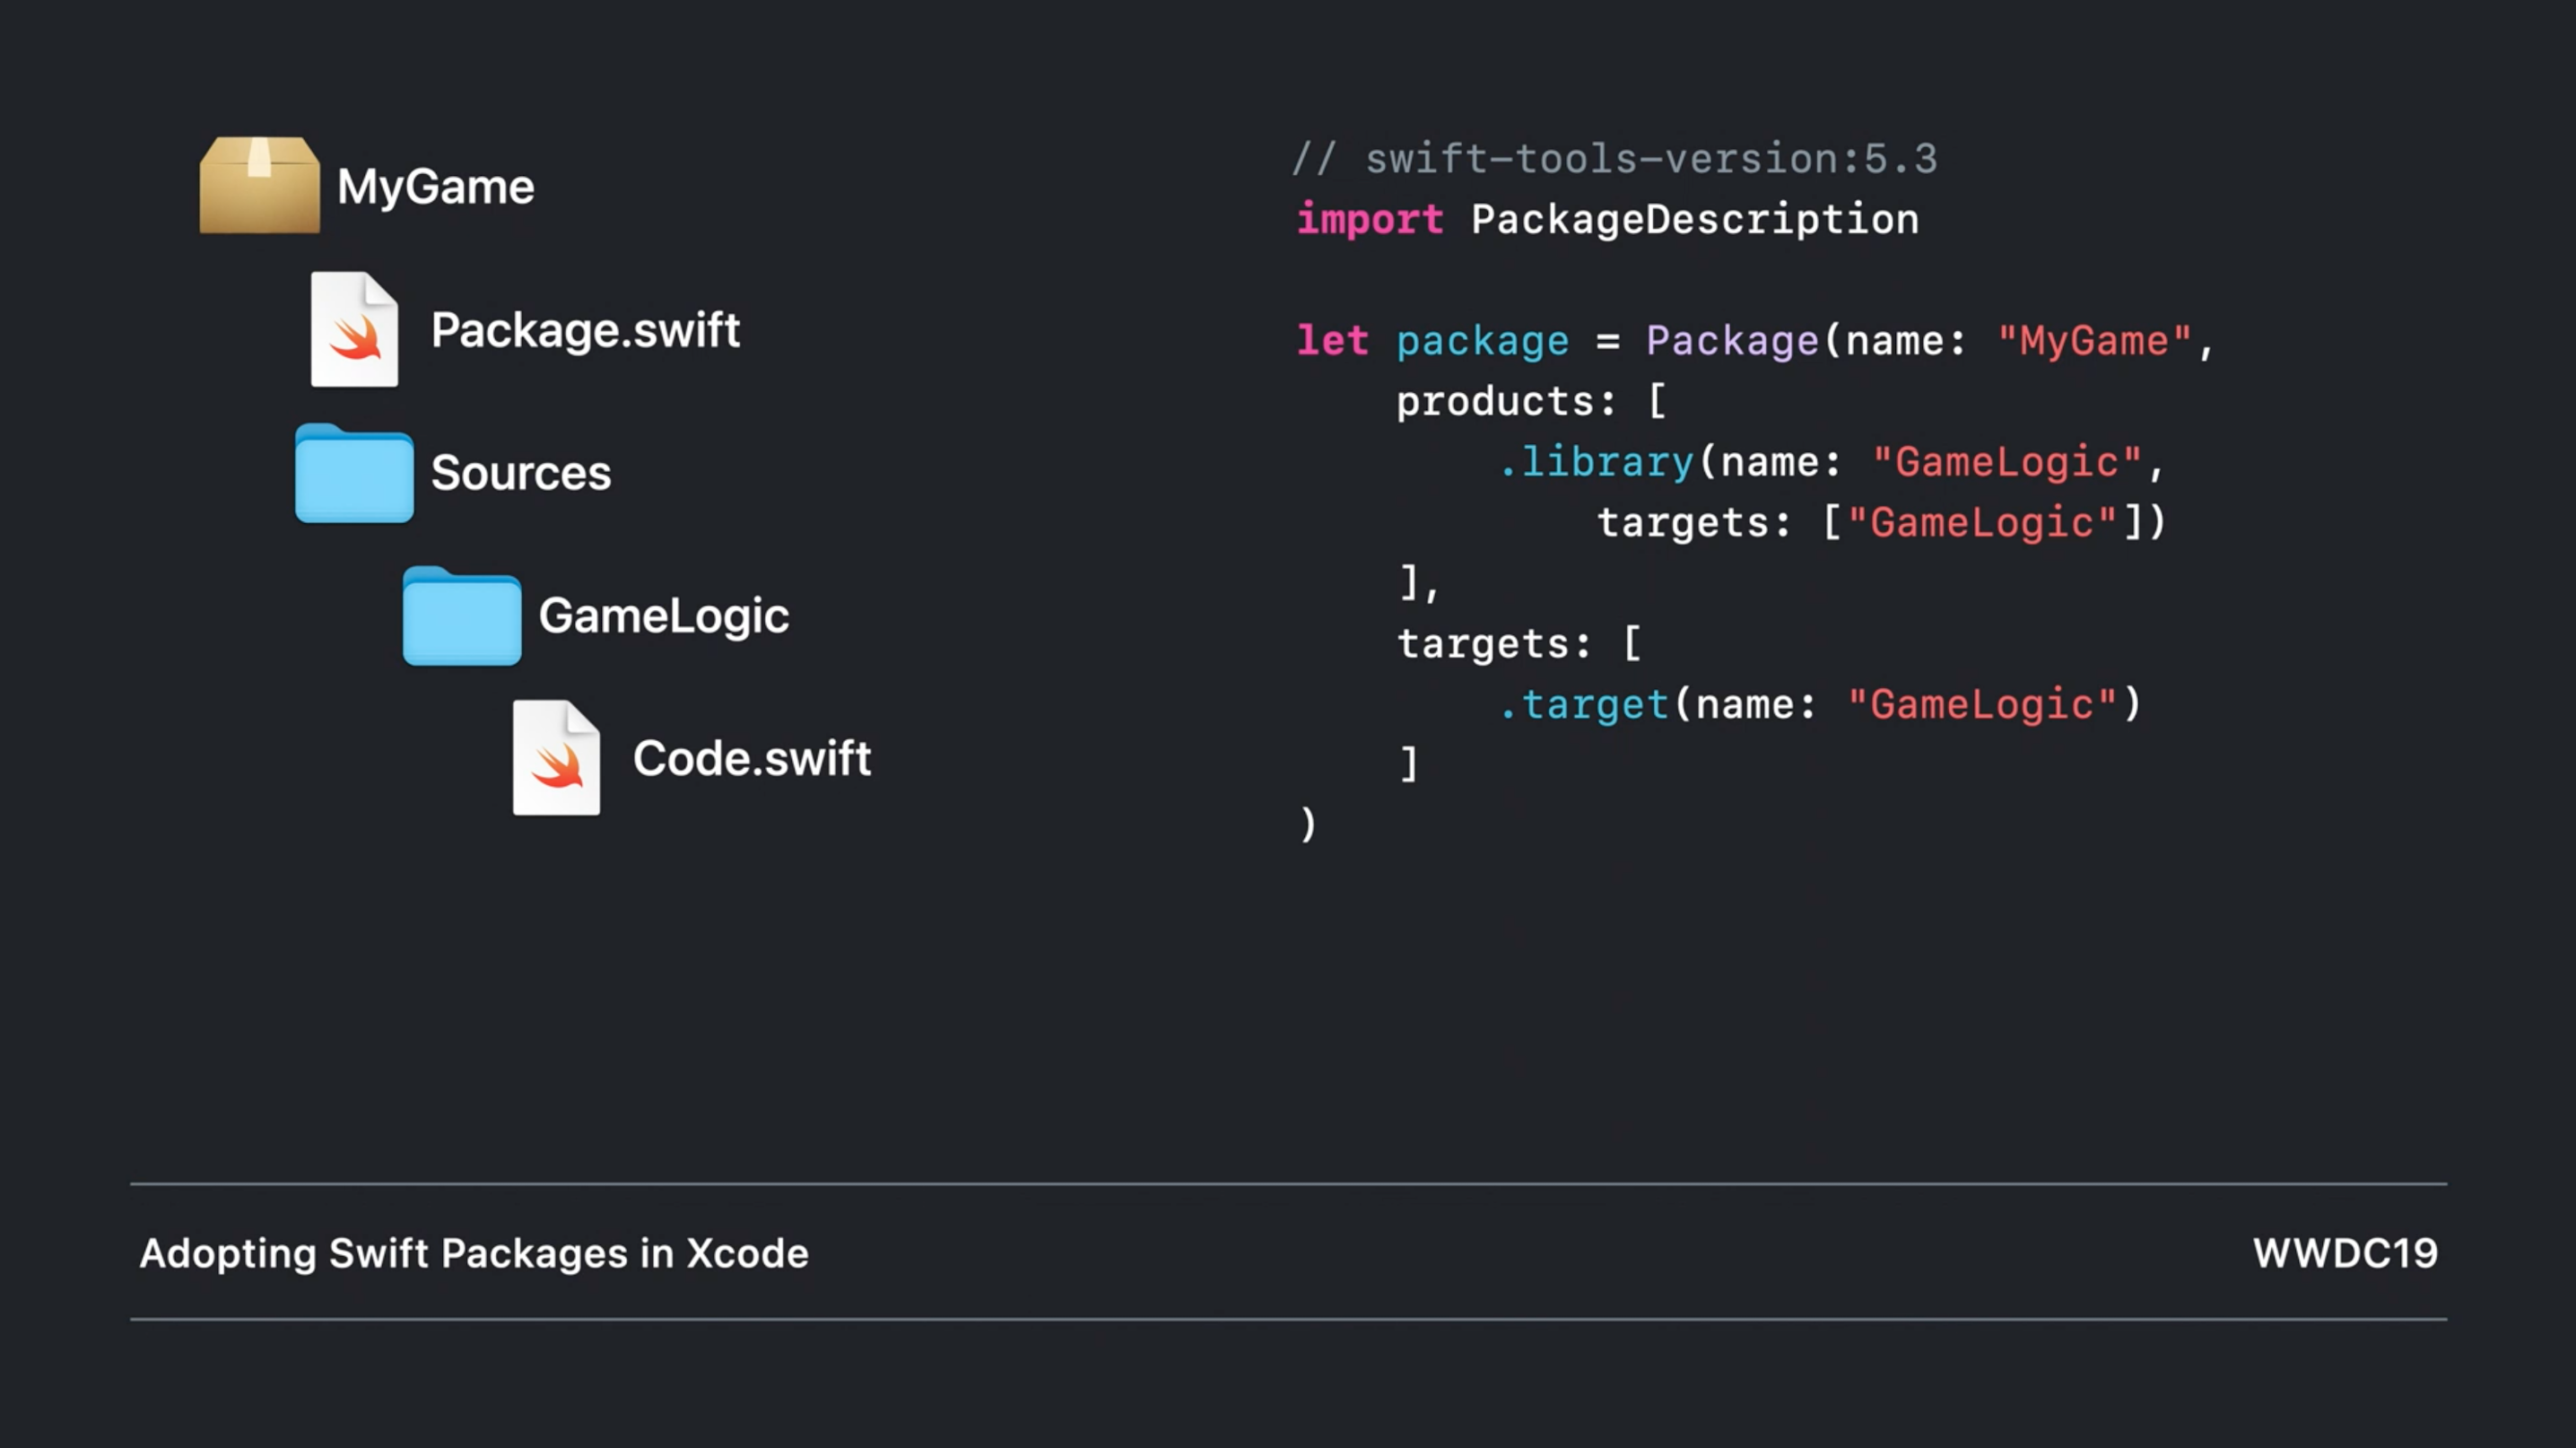 MyGame
Package.swift
Sources
GameLogic
Code.swift
// swift-tools-version:5.3
import PackageDescription

let package = Package(name: "MyGame",
    products: [
        .library(name: "GameLogic",
            targets: ["GameLogic"])
    ],
    targets: [
        .target(name: "GameLogic")
    ]
)
Adopting Swift Packages in Xcode
WWDC19